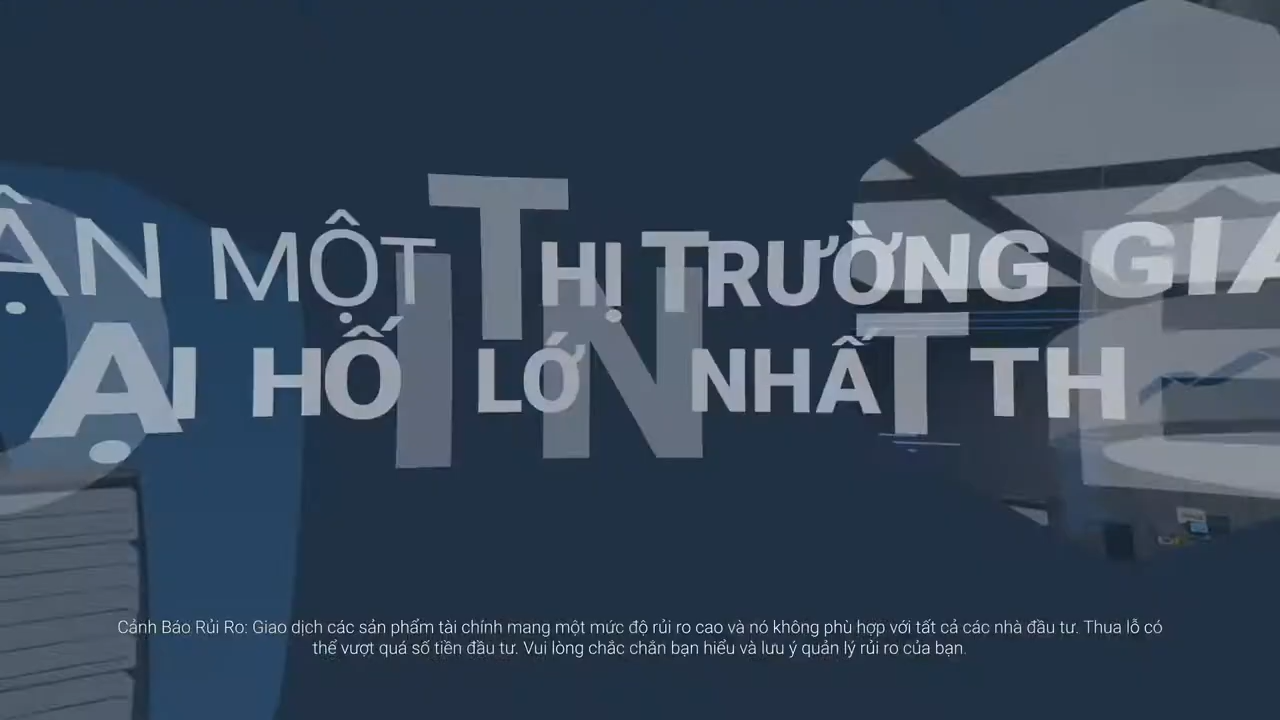 ẬN MỘT THỊ TRƯỜNG GIA
ẠI HỐI LỚN NHẤT TH
Cảnh Báo Rủi Ro: Giao dịch các sản phẩm tài chính mang một mức độ rủi ro cao và nó không phù hợp với tất cả các nhà đầu tư. Thua lỗ có
thể vượt quá số tiền đầu tư. Vui lòng chắc chắn bạn hiểu và lưu ý quản lý rủi ro của bạn.